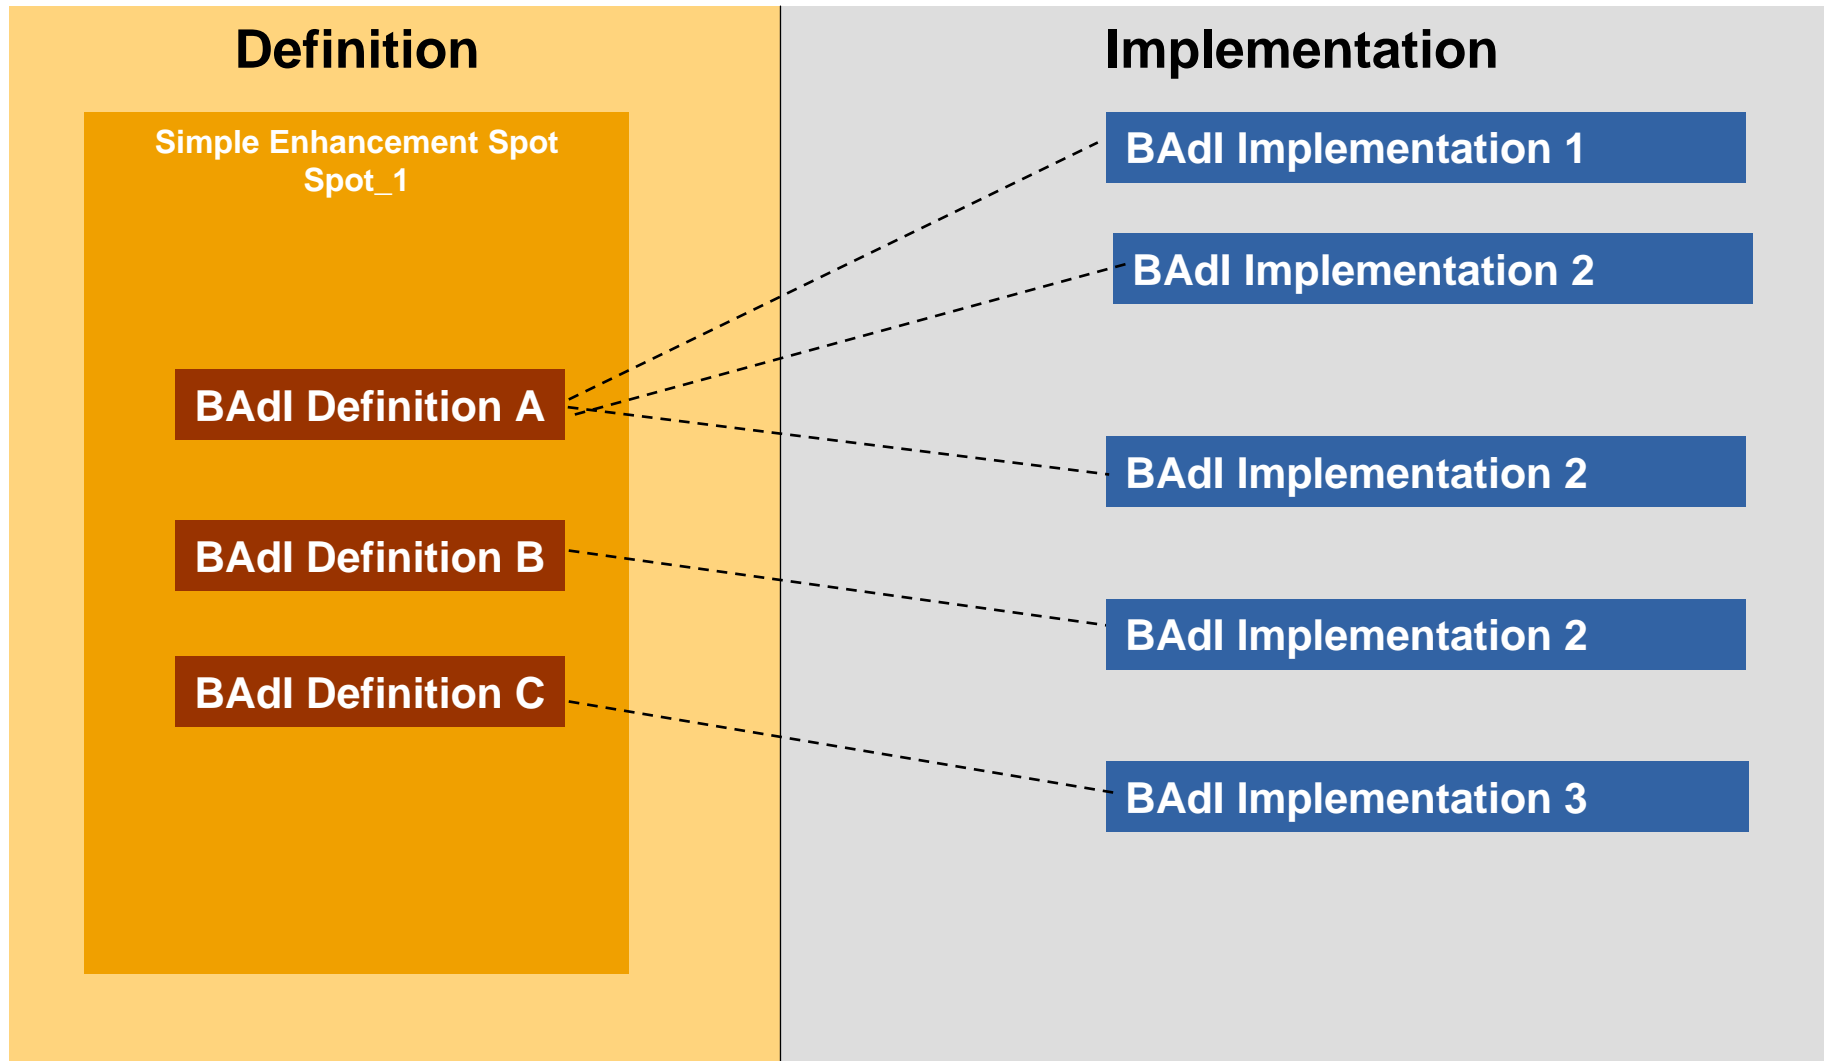 Definition
Simple Enhancement Spot
Spot_1
BAdI Definition A
BAdI Definition B
BAdI Definition C
Implementation
BAdI Implementation 1
BAdI Implementation 2
BAdI Implementation 2
BAdI Implementation 2
BAdI Implementation 3